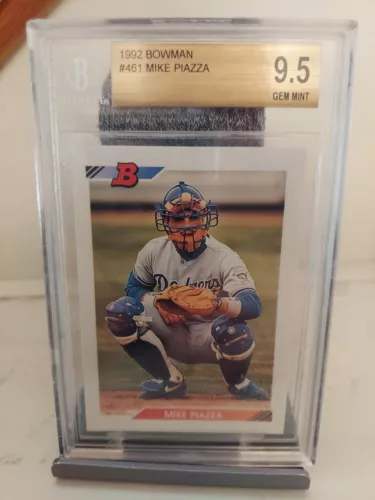 1992 BOWMAN
#461 MIKE PIAZZA
9.5
GEM MINT
B
B
Dodgers
MIKE PIAZZA